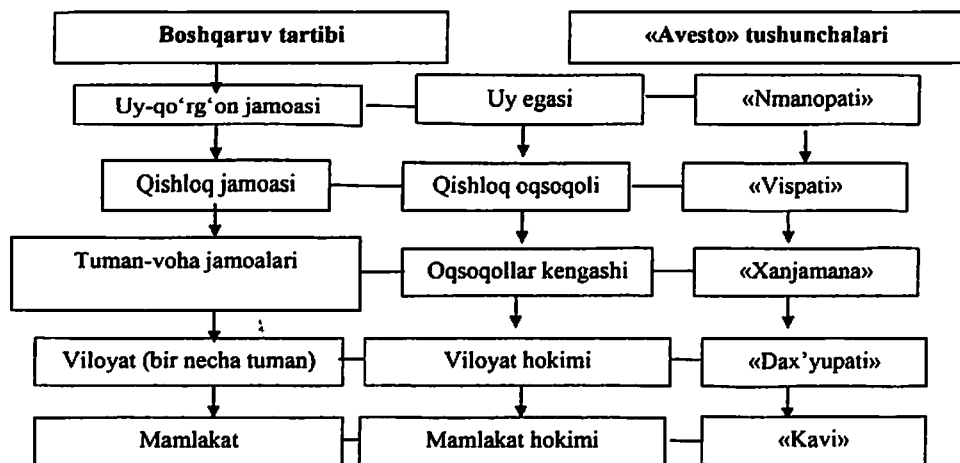 Boshqaruv tartibi
«Avesto» tushunchalari
Uy-qo‘rg‘on jamoasi
Uy egasi
«Nmanopati»
Qishloq jamoasi
Qishloq oqsoqoli
«Vispati»
Tuman-voha jamoalari
Oqsoqollar kengashi
«Xanjamana»
Viloyat (bir necha tuman)
Viloyat hokimi
«Dax’yupati»
Mamlakat
Mamlakat hokimi
«Kavi»